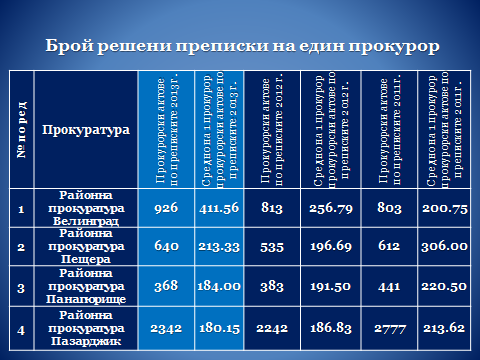 Брой решени преписки на един прокурор
№ по ред
Прокуратура
Прокурорски актове
по преписките 2013 г.
Средно на 1 прокурор
прокурорски актове по
преписките 2013 г.
Прокурорски актове
по преписките 2012 г.
Средно на 1 прокурор
прокурорски актове по
преписките 2012 г.
Прокурорски актове
по преписките 2011 г.
Средно на 1 прокурор
прокурорски актове по
преписките 2011 г.
1
Районна
прокуратура
Велинград
926
411.56
813
256.79
803
200.75
2
Районна
прокуратура
Пещера
640
213.33
535
196.69
612
306.00
3
Районна
прокуратура
Панагюрище
368
184.00
383
191.50
441
220.50
4
Районна
прокуратура
Пазарджик
2342
180.15
2242
186.83
2777
213.62